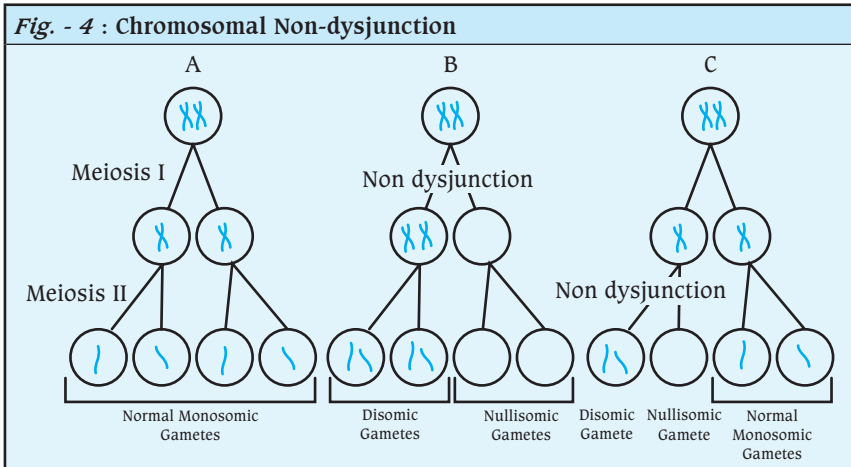 Fig. - 4 : Chromosomal Non-dysjunction
A B C
Meiosis I
Non dysjunction
Meiosis II
Non dysjunction
Normal Monosomic
Gametes
Disomic
Gametes
Nullisomic
Gametes
Disomic
Gamete
Nullisomic
Gamete
Normal
Monosomic
Gametes